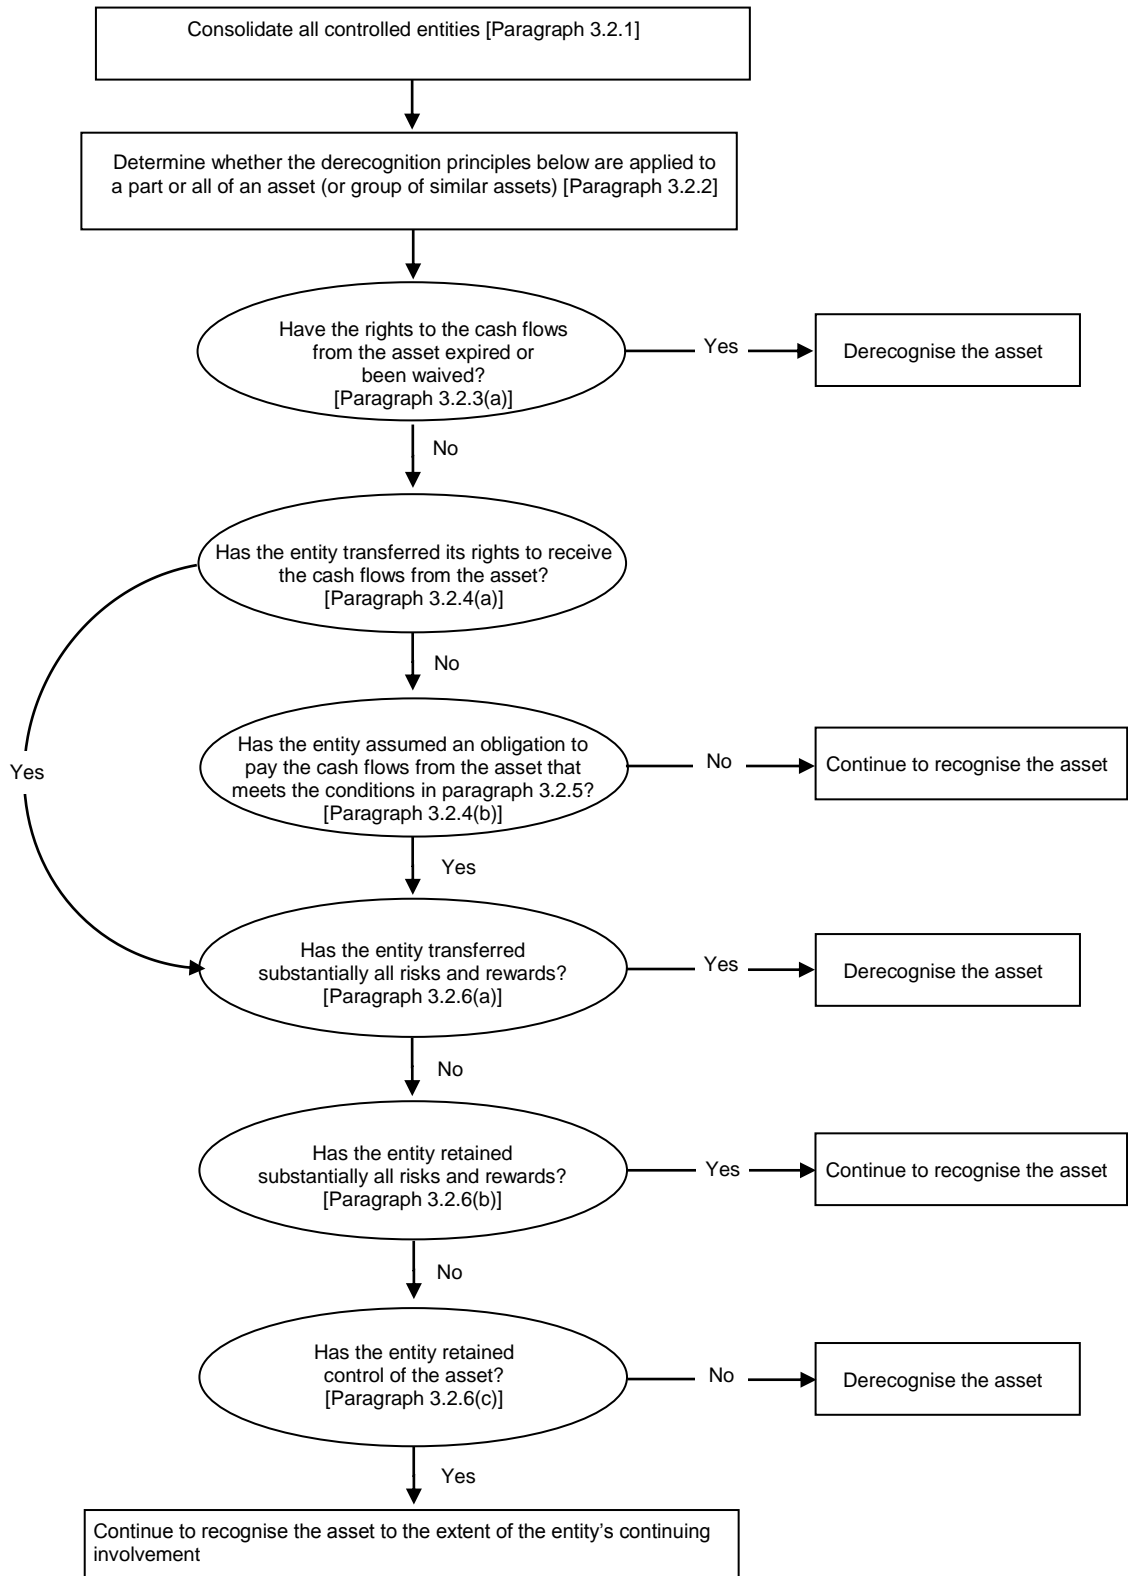 Consolidate all controlled entities [Paragraph 3.2.1]
Determine whether the derecognition principles below are applied to
a part or all of an asset (or group of similar assets) [Paragraph 3.2.2]
Have the rights to the cash flows
from the asset expired or
been waived?
[Paragraph 3.2.3(a)]
Yes
Derecognise the asset
No
Has the entity transferred its rights to receive
the cash flows from the asset?
[Paragraph 3.2.4(a)]
Yes
No
Has the entity assumed an obligation to
pay the cash flows from the asset that
meets the conditions in paragraph 3.2.5?
[Paragraph 3.2.4(b)]
No
Continue to recognise the asset
Yes
Has the entity transferred
substantially all risks and rewards?
[Paragraph 3.2.6(a)]
Yes
Derecognise the asset
No
Has the entity retained
substantially all risks and rewards?
[Paragraph 3.2.6(b)]
Yes
Continue to recognise the asset
No
Has the entity retained
control of the asset?
[Paragraph 3.2.6(c)]
No
Derecognise the asset
Yes
Continue to recognise the asset to the extent of the entity’s continuing
involvement